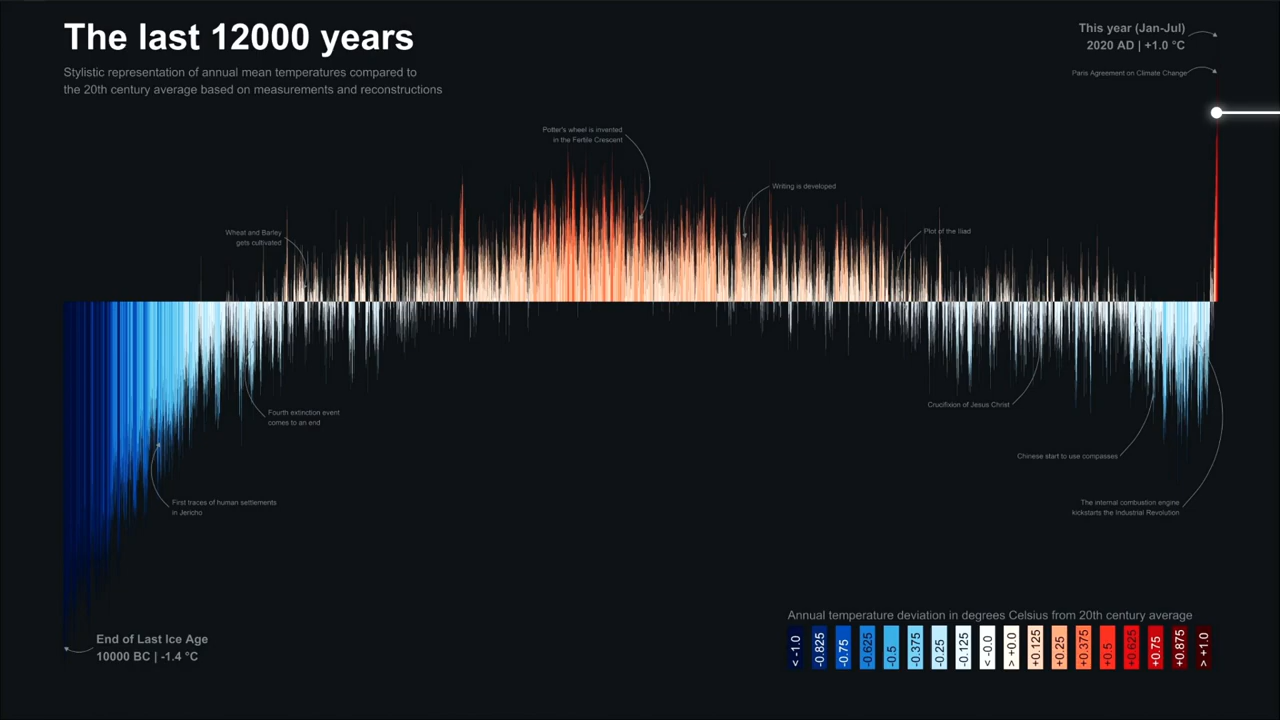 The last 12000 years
Stylistic representation of annual mean temperatures compared to
the 20th century average based on measurements and reconstructions
This year (Jan-Jul)
2020 AD | +1.0 °C
Paris Agreement on Climate Change
Potter's wheel is invented
in the Fertile Crescent
Writing is developed
Wheat and Barley
gets cultivated
Plot of the Iliad
Fourth extinction event
comes to an end
Crucifixion of Jesus Christ
Chinese start to use compasses
First traces of human settlements
in Jericho
The internal combustion engine
kickstarts the Industrial Revolution
End of Last Ice Age
10000 BC | -1.4 °C
Annual temperature deviation in degrees Celsius from 20th century average
< -1.0
-0.825
-0.75
-0.625
-0.5
-0.375
-0.25
-0.125
< -0.0
> +0.0
+0.125
+0.25
+0.375
+0.5
+0.625
+0.75
+0.875
> +1.0